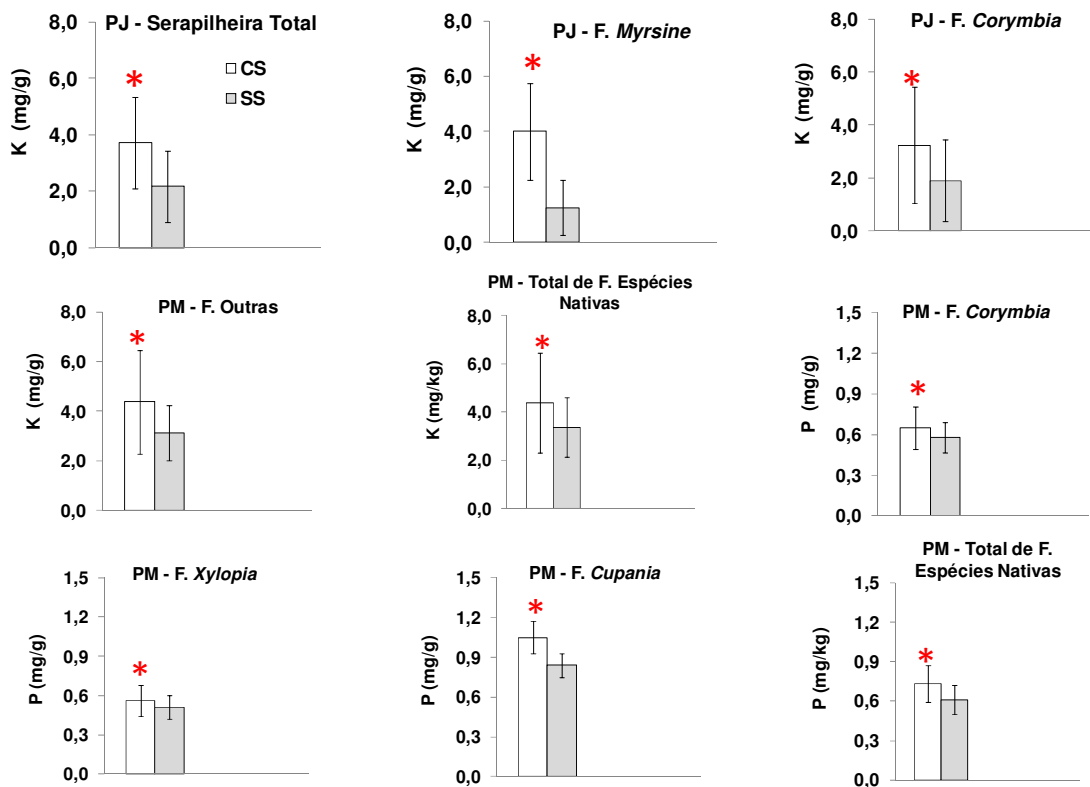 PJ - Serapilheira Total
K (mg/g)
8,0
6,0
4,0
2,0
0,0
*
CS
SS
PJ - F. Myrsine
K (mg/g)
8,0
6,0
4,0
2,0
0,0
*
PJ - F. Corymbia
K (mg/g)
8,0
6,0
4,0
2,0
0,0
*
PM - F. Outras
K (mg/g)
8,0
6,0
4,0
2,0
0,0
*
PM - Total de F. Espécies
Nativas
K (mg/kg)
8,0
6,0
4,0
2,0
0,0
*
PM - F. Corymbia
P (mg/g)
1,5
1,2
0,9
0,6
0,3
0,0
*
PM - F. Xylopia
P (mg/g)
1,5
1,2
0,9
0,6
0,3
0,0
*
PM - F. Cupania
P (mg/g)
1,5
1,2
0,9
0,6
0,3
0,0
*
PM - Total de F.
Espécies Nativas
P (mg/kg)
1,5
1,2
0,9
0,6
0,3
0,0
*